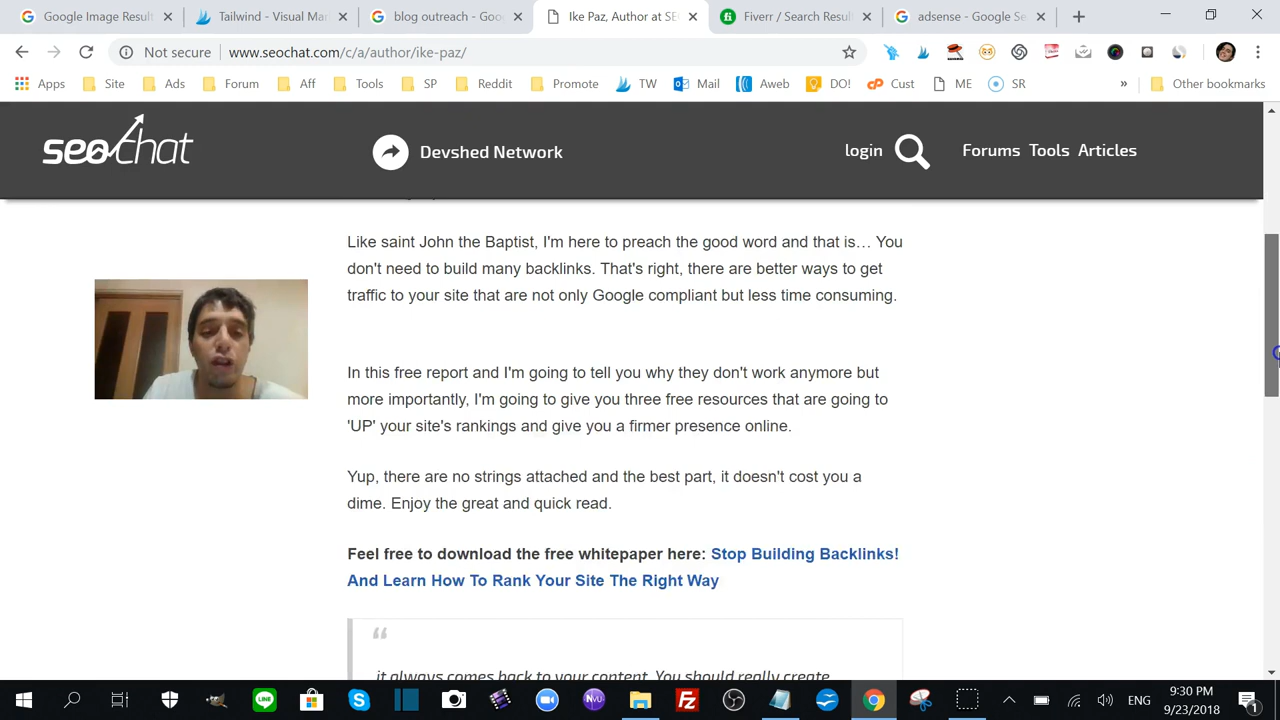 Google Image Result
Tailwind - Visual Mar
blog outreach - Goo
Ike Paz, Author at SE
Fiverr / Search Result
adsense - Google Se
Not secure
www.seochat.com/c/a/author/ike-paz/
Apps
Site
Ads
Forum
Aff
Tools
SP
Reddit
Promote
TW
Mail
Aweb
DO!
Cust
ME
SR
»
Other bookmarks
seochat
Devshed Network
login
Forums Tools Articles
Like saint John the Baptist, I'm here to preach the good word and that is… You
don't need to build many backlinks. That's right, there are better ways to get
traffic to your site that are not only Google compliant but less time consuming.
In this free report and I'm going to tell you why they don't work anymore but
more importantly, I'm going to give you three free resources that are going to
'UP' your site's rankings and give you a firmer presence online.
Yup, there are no strings attached and the best part, it doesn't cost you a
dime. Enjoy the great and quick read.
Feel free to download the free whitepaper here: Stop Building Backlinks!
And Learn How To Rank Your Site The Right Way
“
it always comes back to your content. You should really create
ENG
9:30 PM
9/23/2018